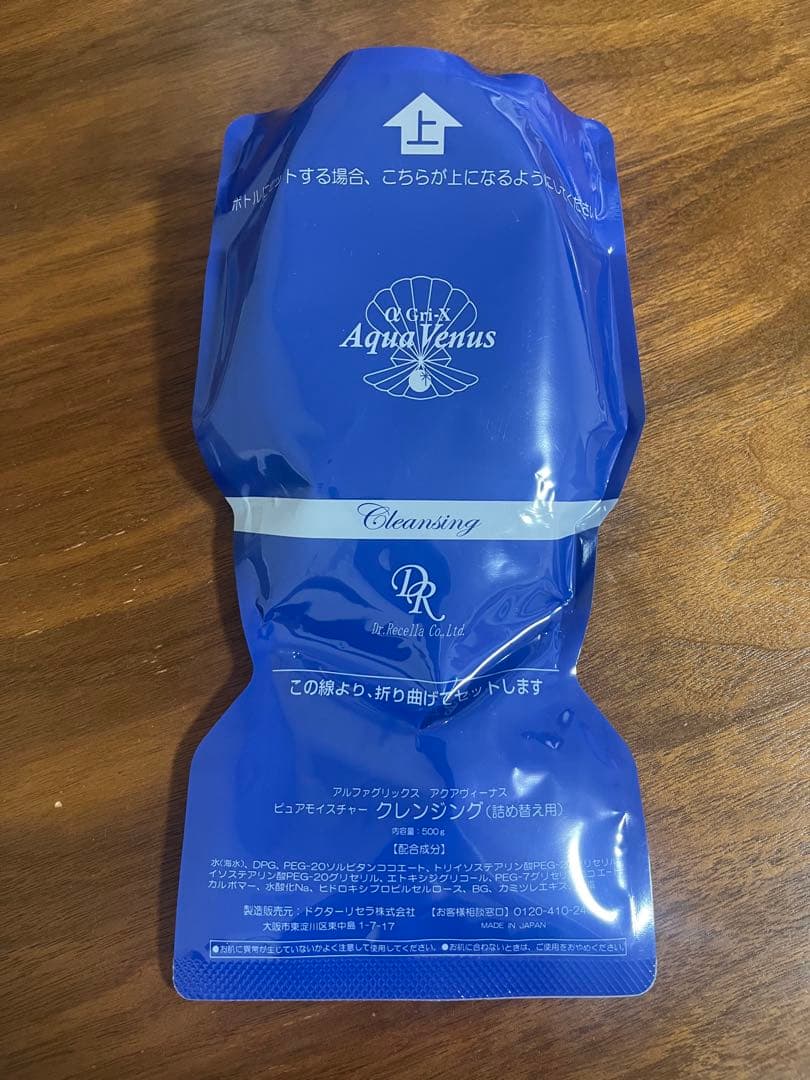 上
ボトルにセットする場合、こちらが上になるようにしてください
α Gri-X
Aqua Venus
Cleansing
DR
Dr.Recella Co.,Ltd.
この線より、折り曲げてセットします
アルファグリックス アクアヴィーナス
ピュアモイスチャー クレンジング(詰め替え用)
内容量:500g
【配合成分】
水(海水)、DPG、PEG-20ソルビタンココエート、トリイソステアリン酸PEG-2 グリセリル
イソステアリン酸PEG-20グリセリル、エトキシジグリコール、PEG-7グリセリルココエート
カルボマー、水酸化Na、ヒドロキシプロピルセルロース、BG、カミツレエキス
製造販売元:ドクターリセラ株式会社 【お客様相談窓口】0120-410-24
大阪市東淀川区東中島1-7-17 MADE IN JAPAN
●お肌に異常が生じていないかよく注意して使用してください。●お肌に合わないときは、ご使用をおやめください。